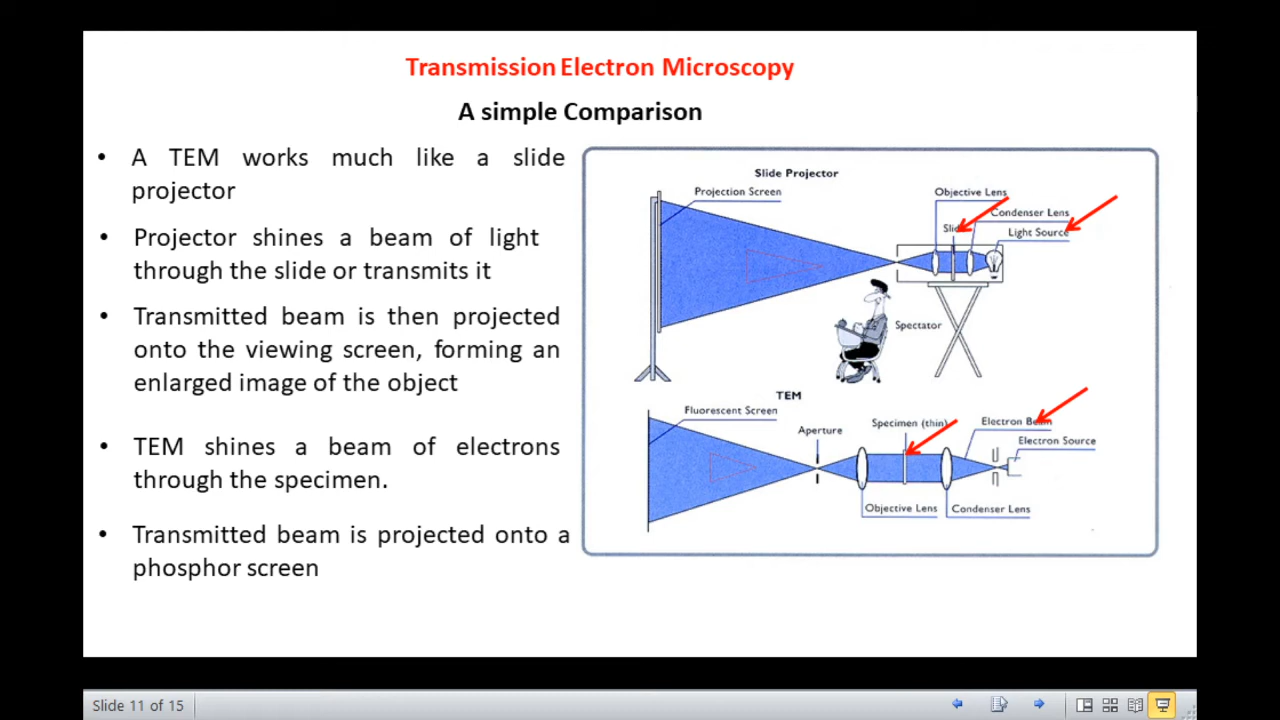 Transmission Electron Microscopy
A simple Comparison
• A TEM works much like a slide
projector
• Projector shines a beam of light
through the slide or transmits it
• Transmitted beam is then projected
onto the viewing screen, forming an
enlarged image of the object
• TEM shines a beam of electrons
through the specimen.
• Transmitted beam is projected onto a
phosphor screen
Slide Projector
Projection Screen
Objective Lens
Condenser Lens
Slide
Light Source
Spectator
TEM
Fluorescent Screen
Aperture
Specimen (thin)
Electron Beam
Electron Source
Objective Lens
Condenser Lens
Slide 11 of 15